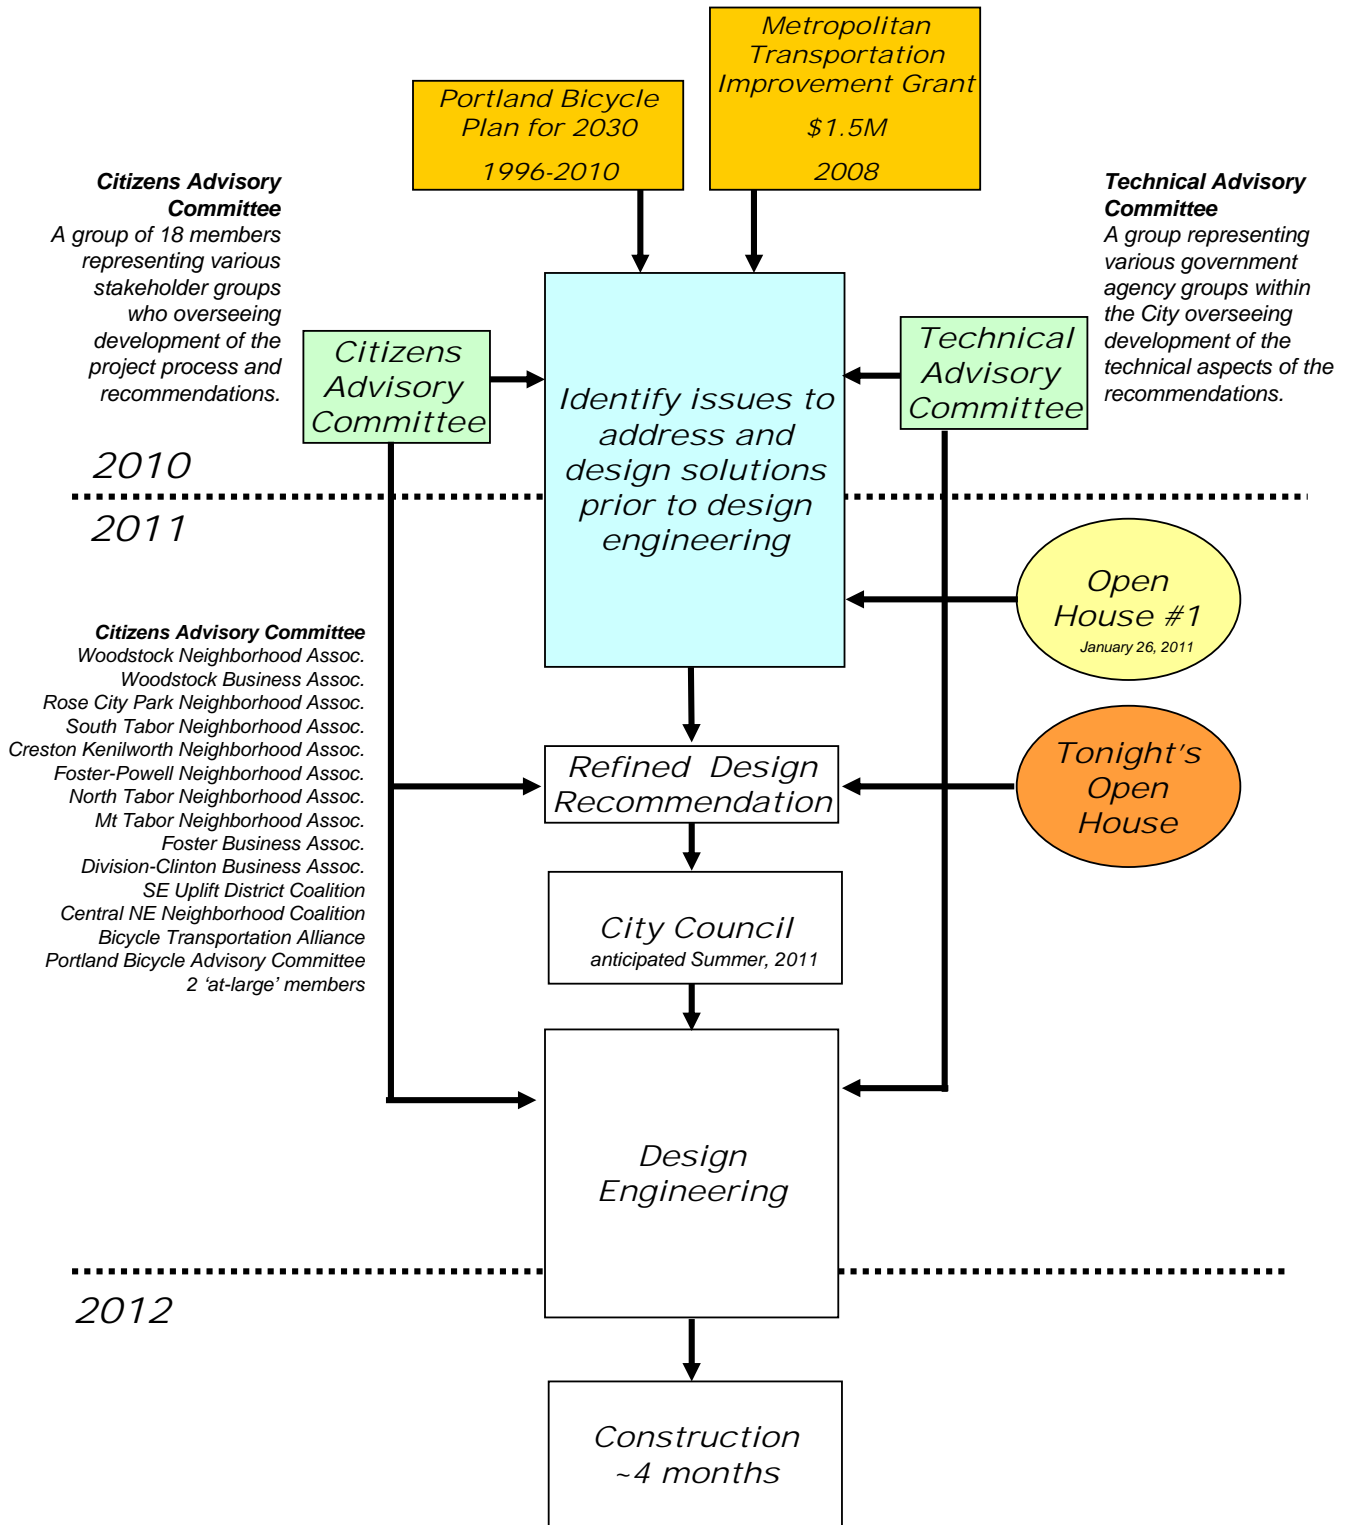 Metropolitan
Transportation
Improvement Grant
$1.5M
2008
Portland Bicycle
Plan for 2030
1996-2010
Citizens Advisory
Committee
A group of 18 members
representing various
stakeholder groups
who overseeing
development of the
project process and
recommendations.
Technical Advisory
Committee
A group representing
various government
agency groups within
the City overseeing
development of the
technical aspects of the
recommendations.
Citizens
Advisory
Committee
Identify issues to
address and
design solutions
prior to design
engineering
Technical
Advisory
Committee
2010
2011
Open
House #1
January 26, 2011
Citizens Advisory Committee
Woodstock Neighborhood Assoc.
Woodstock Business Assoc.
Rose City Park Neighborhood Assoc.
South Tabor Neighborhood Assoc.
Creston Kenilworth Neighborhood Assoc.
Foster-Powell Neighborhood Assoc.
North Tabor Neighborhood Assoc.
Mt Tabor Neighborhood Assoc.
Foster Business Assoc.
Division-Clinton Business Assoc.
SE Uplift District Coalition
Central NE Neighborhood Coalition
Bicycle Transportation Alliance
Portland Bicycle Advisory Committee
2 ‘at-large’ members
Refined Design
Recommendation
Tonight’s
Open
House
City Council
anticipated Summer, 2011
Design
Engineering
2012
Construction
~4 months